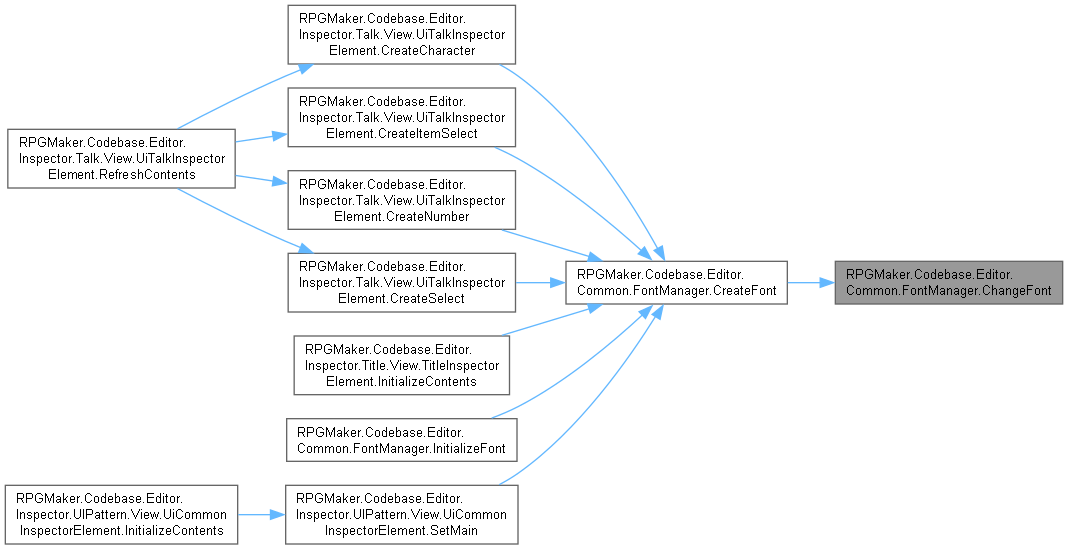 RPGMaker.Codebase.Editor.
Inspector.Talk.View.UiTalkInspector
Element.CreateCharacter
RPGMaker.Codebase.Editor.
Inspector.Talk.View.UiTalkInspector
Element.CreateItemSelect
RPGMaker.Codebase.Editor.
Inspector.Talk.View.UiTalkInspector
Element.RefreshContents
RPGMaker.Codebase.Editor.
Inspector.Talk.View.UiTalkInspector
Element.CreateNumber
RPGMaker.Codebase.Editor.
Inspector.Talk.View.UiTalkInspector
Element.CreateSelect
RPGMaker.Codebase.Editor.
Common.FontManager.CreateFont
RPGMaker.Codebase.Editor.
Common.FontManager.ChangeFont
RPGMaker.Codebase.Editor.
Inspector.Title.View.TitleInspector
Element.InitializeContents
RPGMaker.Codebase.Editor.
Common.FontManager.InitializeFont
RPGMaker.Codebase.Editor.
Inspector.UIPattern.View.UiCommon
InspectorElement.InitializeContents
RPGMaker.Codebase.Editor.
Inspector.UIPattern.View.UiCommon
InspectorElement.SetMain